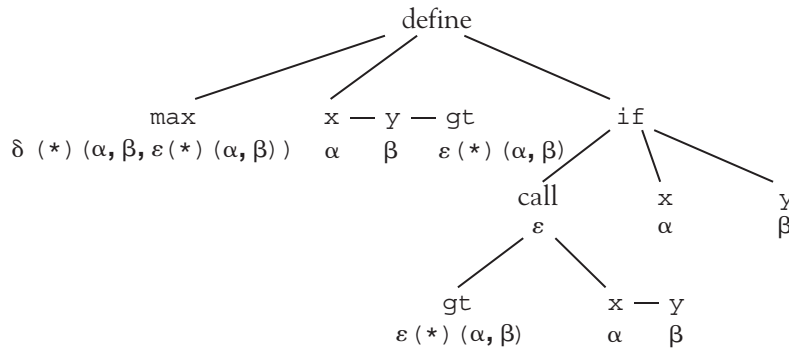 define
max x y gt if
δ (*) (α, β, ε(*) (α, β)) α β ε(*) (α, β)
call x y
ε α β
gt x y
ε (*) (α, β) α β